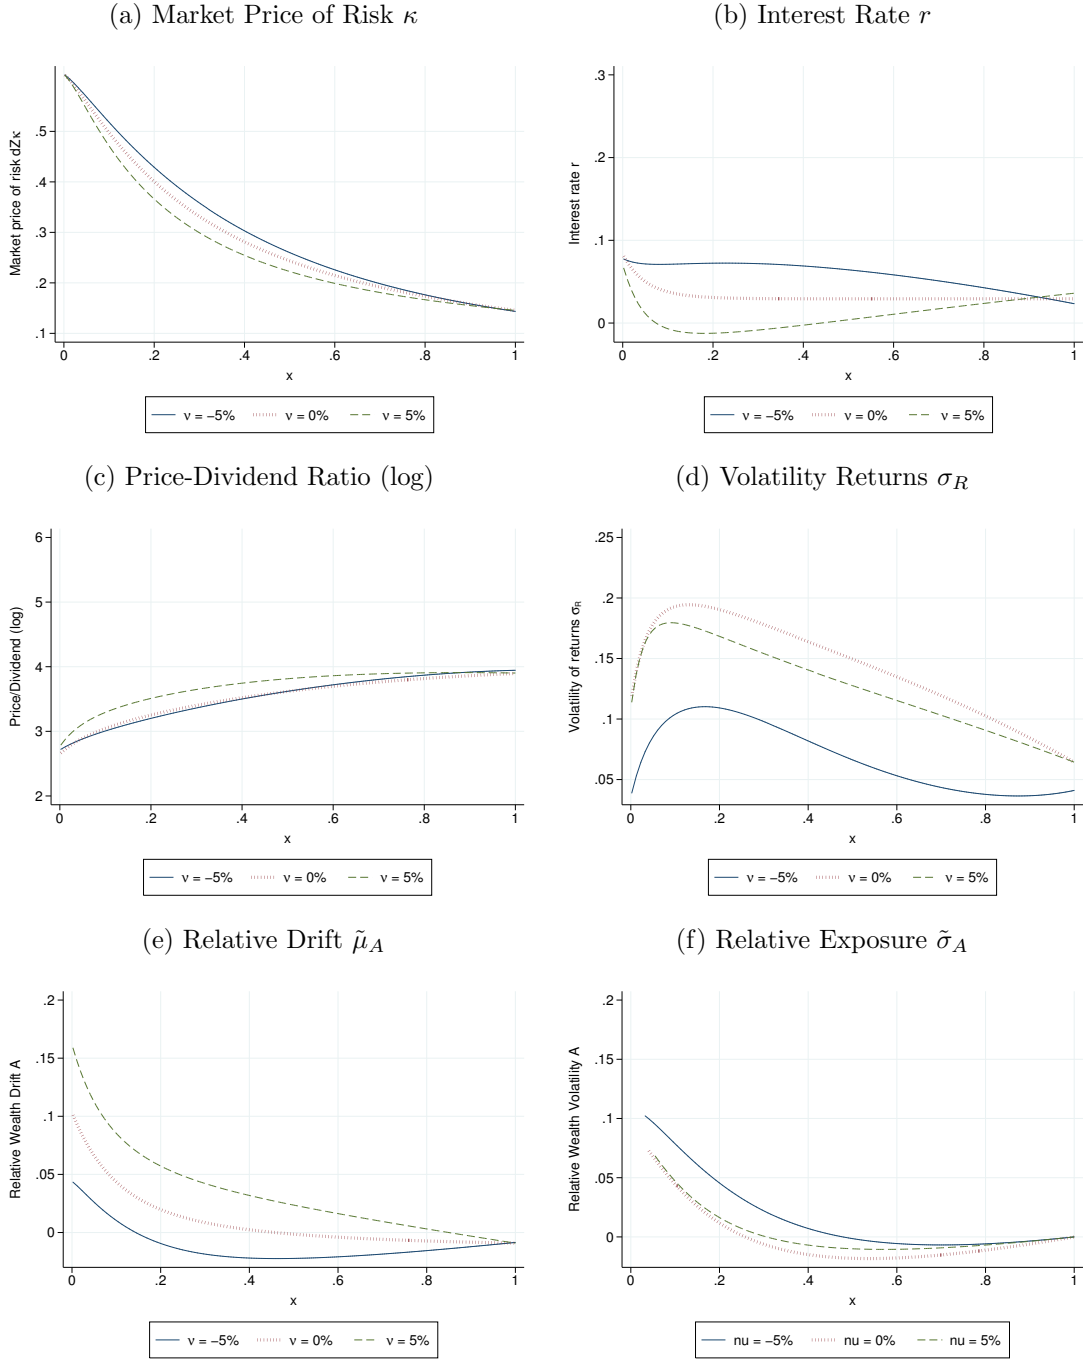 (a) Market Price of Risk κ
(b) Interest Rate r
Market price of risk dZκ
.5
.4
.3
.2
.1
0 .2 .4 .6 .8 1
x
ν = −5% ν = 0% ν = 5%
Interest rate r
.3
.2
.1
0
0 .2 .4 .6 .8 1
x
ν = −5% ν = 0% ν = 5%
(c) Price-Dividend Ratio (log)
(d) Volatility Returns σR
Price/Dividend (log)
6
5
4
3
2
0 .2 .4 .6 .8 1
x
ν = −5% ν = 0% ν = 5%
Volatility of returns σR
.25
.2
.15
.1
.05
0 .2 .4 .6 .8 1
x
ν = −5% ν = 0% ν = 5%
(e) Relative Drift μ̃A
(f) Relative Exposure σ̃A
Relative Wealth Drift A
.2
.15
.1
.05
0
0 .2 .4 .6 .8 1
x
ν = −5% ν = 0% ν = 5%
Relative Wealth Volatility A
.2
.15
.1
.05
0
0 .2 .4 .6 .8 1
x
nu = −5% nu = 0% nu = 5%